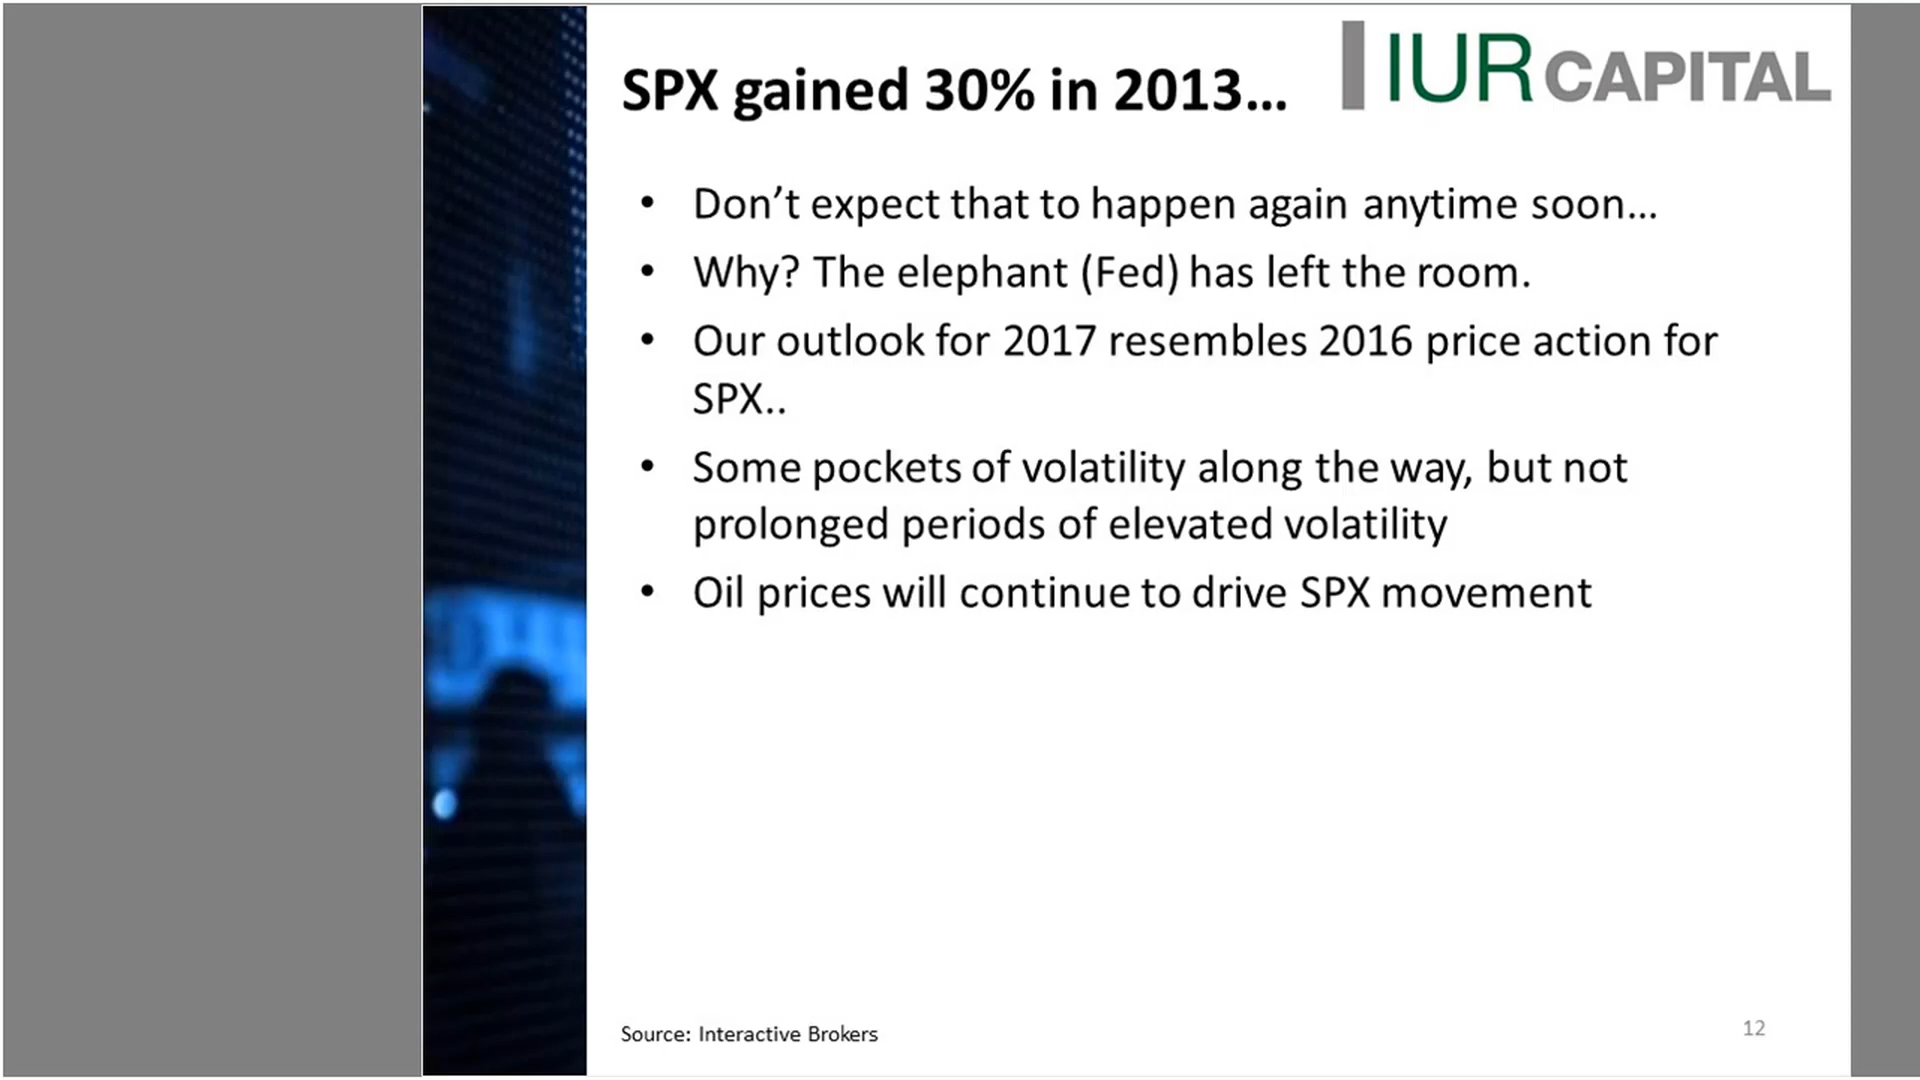 SPX gained 30% in 2013...
IUR CAPITAL
• Don’t expect that to happen again anytime soon...
• Why? The elephant (Fed) has left the room.
• Our outlook for 2017 resembles 2016 price action for
SPX..
• Some pockets of volatility along the way, but not
prolonged periods of elevated volatility
• Oil prices will continue to drive SPX movement
Source: Interactive Brokers
12